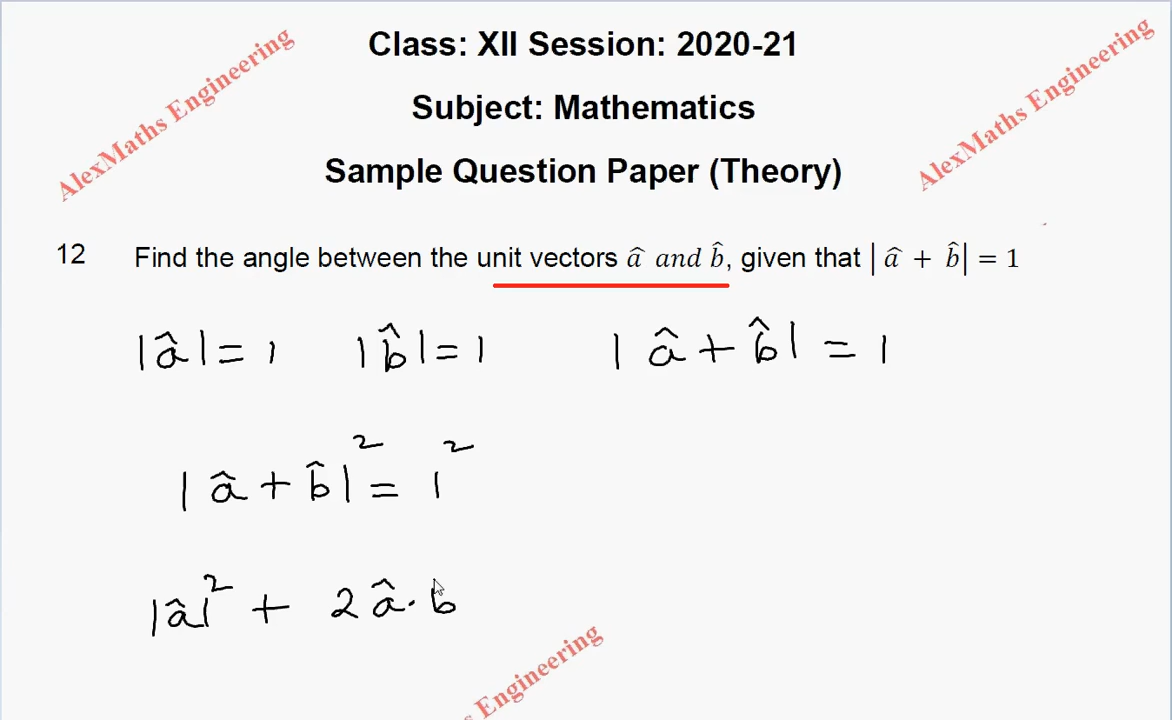 Class: XII Session: 2020-21
AlexMaths Engineering
AlexMaths Engineering
Subject: Mathematics
Sample Question Paper (Theory)
12 Find the angle between the unit vectors â and b̂, given that | â + b̂| = 1
|â| = 1 |b̂| = 1 | â + b̂| = 1
| â + b̂|² = 1²
|â|² + 2 â · b
s Engineering